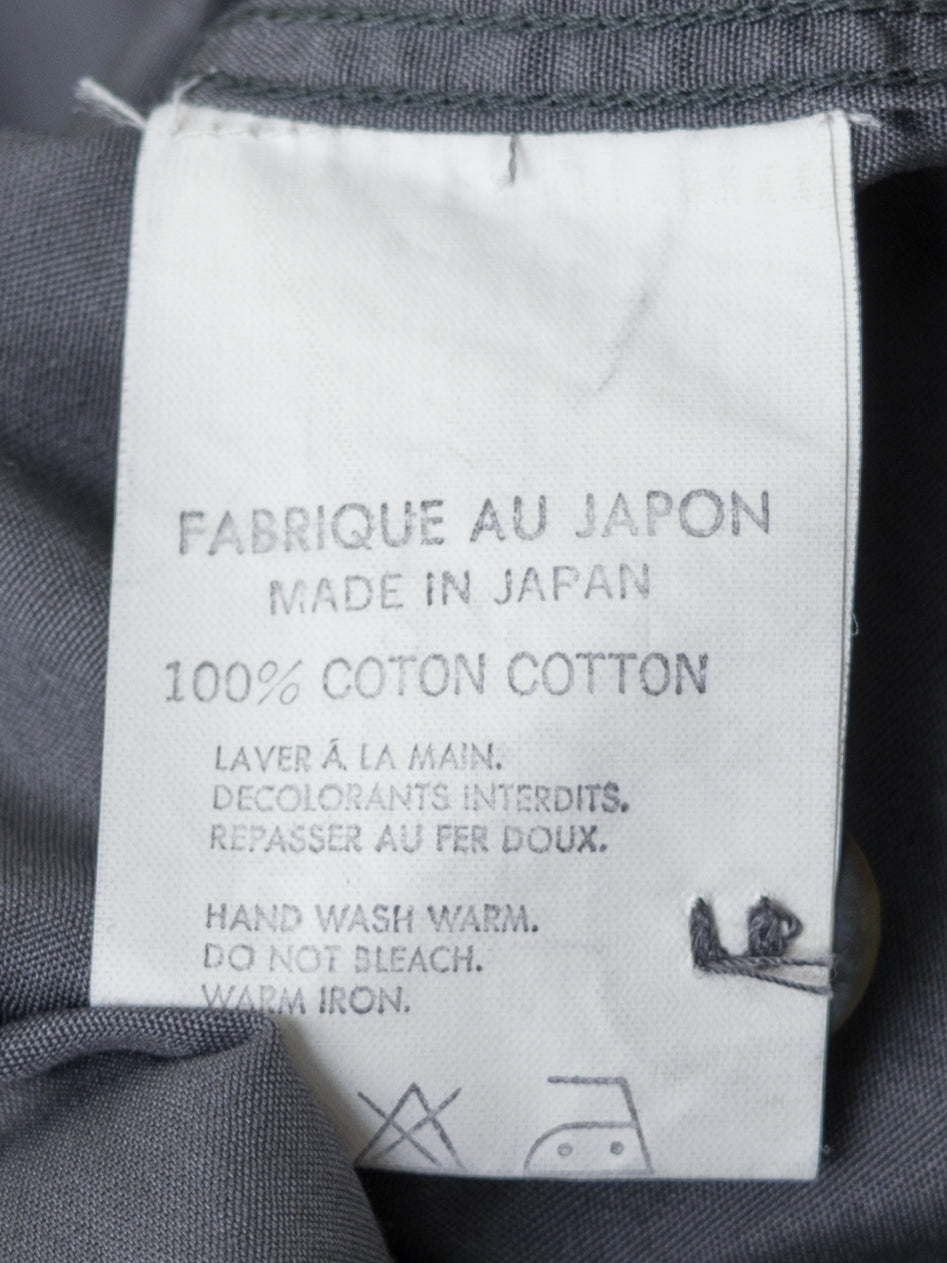 FABRIQUE AU JAPON
MADE IN JAPAN
100% COTON COTTON
LAVER Á LA MAIN.
DECOLORANTS INTERDITS.
REPASSER AU FER DOUX.
HAND WASH WARM.
DO NOT BLEACH.
WARM IRON.